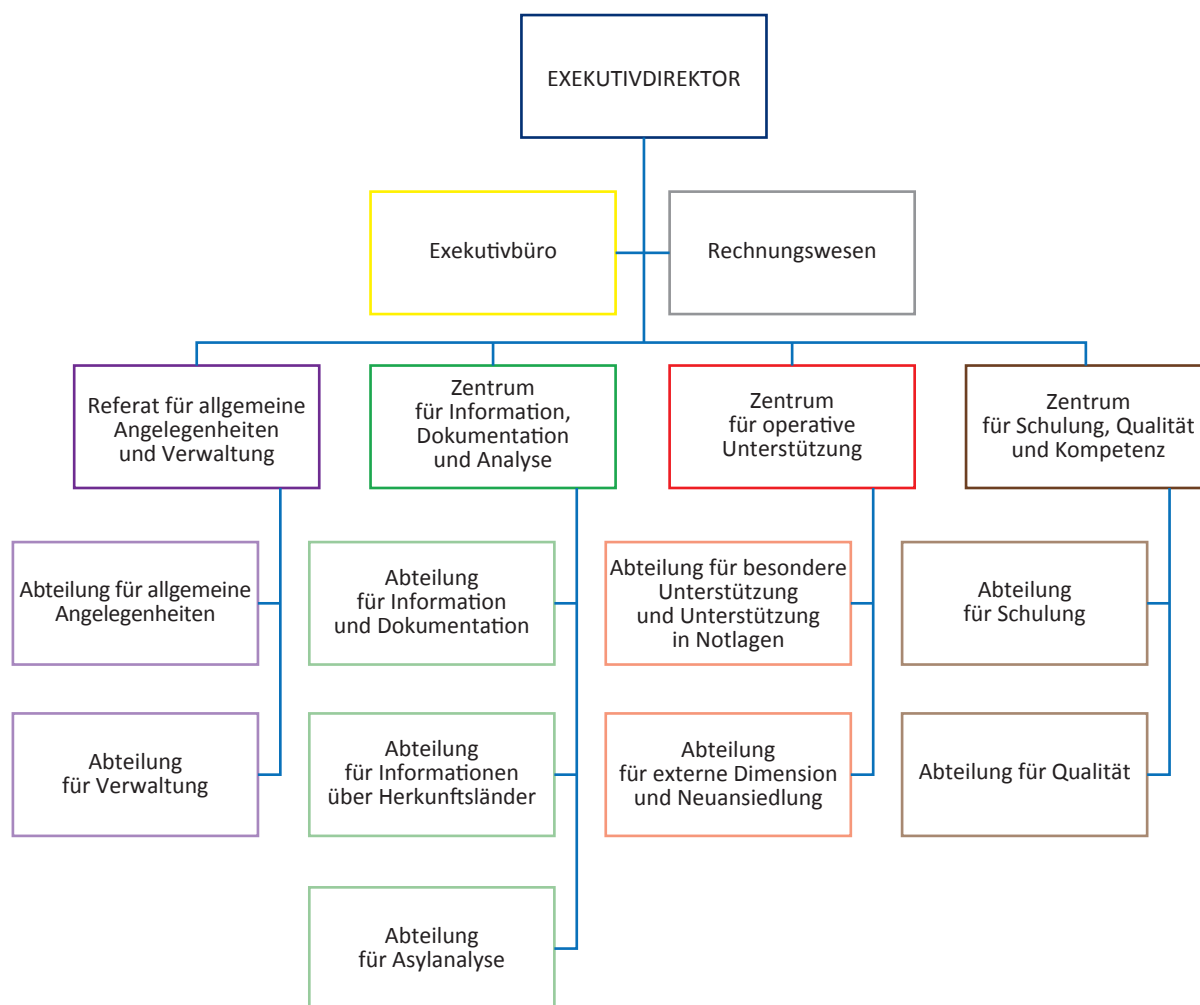 EXEKUTIVDIREKTOR
Exekutivbüro
Rechnungswesen
Referat für allgemeine
Angelegenheiten
und Verwaltung
Zentrum
für Information,
Dokumentation
und Analyse
Zentrum
für operative
Unterstützung
Zentrum
für Schulung, Qualität
und Kompetenz
Abteilung für allgemeine
Angelegenheiten
Abteilung
für Information
und Dokumentation
Abteilung für besondere
Unterstützung
und Unterstützung
in Notlagen
Abteilung
für Schulung
Abteilung
für Verwaltung
Abteilung
für Informationen
über Herkunftsländer
Abteilung
für externe Dimension
und Neuansiedlung
Abteilung für Qualität
Abteilung
für Asylanalyse